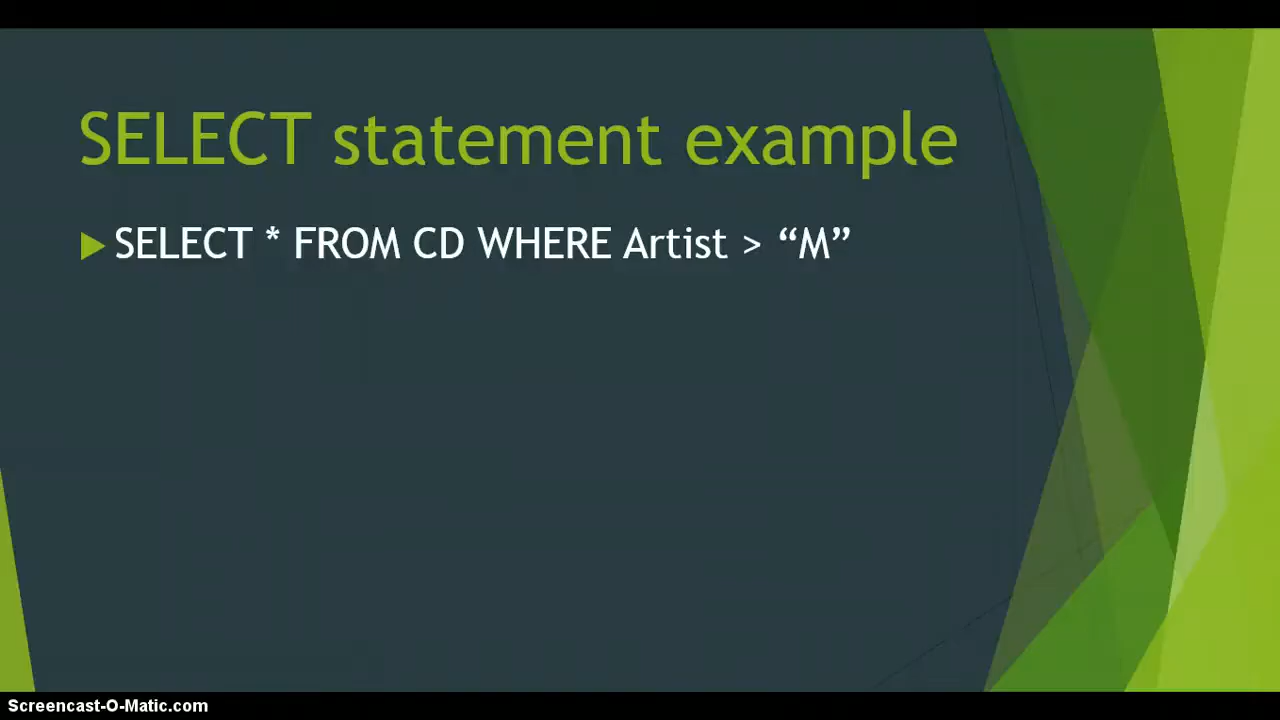 SELECT statement example
SELECT * FROM CD WHERE Artist > “M”
Screencast-O-Matic.com